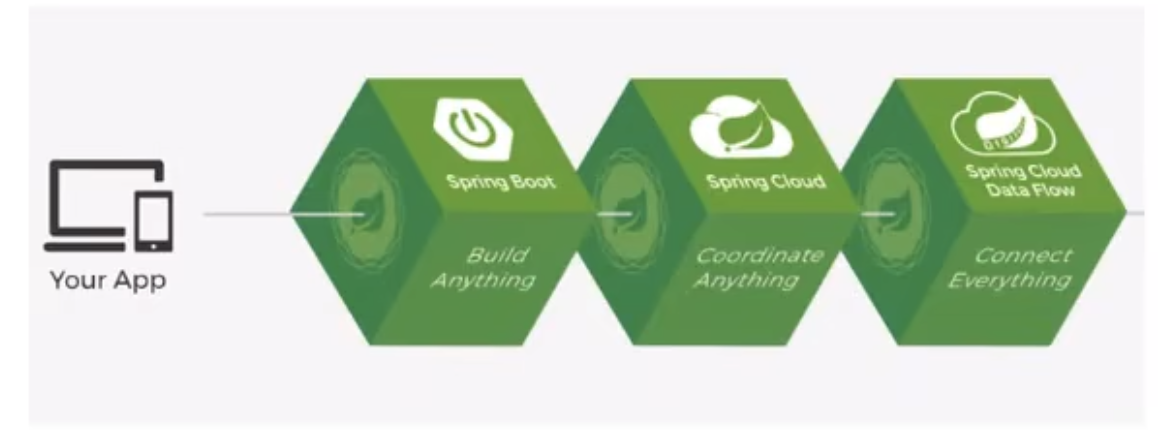 Your App
Spring Boot
Build
Anything
Spring Cloud
Coordinate
Anything
Spring Cloud
Data Flow
Connect
Everything